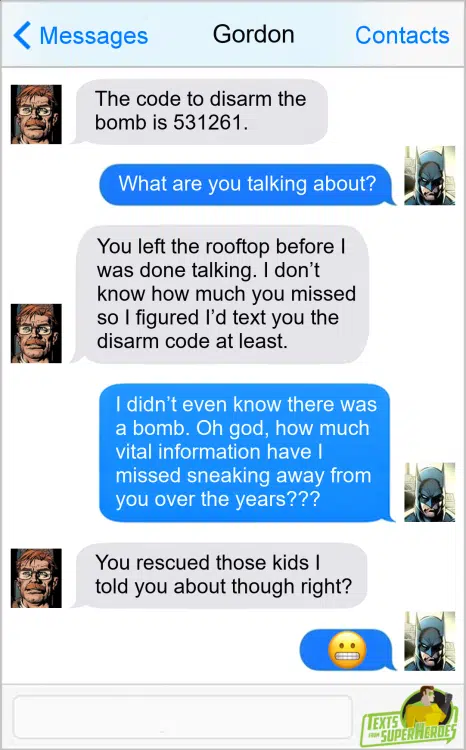 Messages Gordon Contacts
The code to disarm the
bomb is 531261.
What are you talking about?
You left the rooftop before I
was done talking. I don’t
know how much you missed
so I figured I’d text you the
disarm code at least.
I didn’t even know there was
a bomb. Oh god, how much
vital information have I
missed sneaking away from
you over the years???
You rescued those kids I
told you about though right?
😬
TEXTS
FROM SUPERHEROES